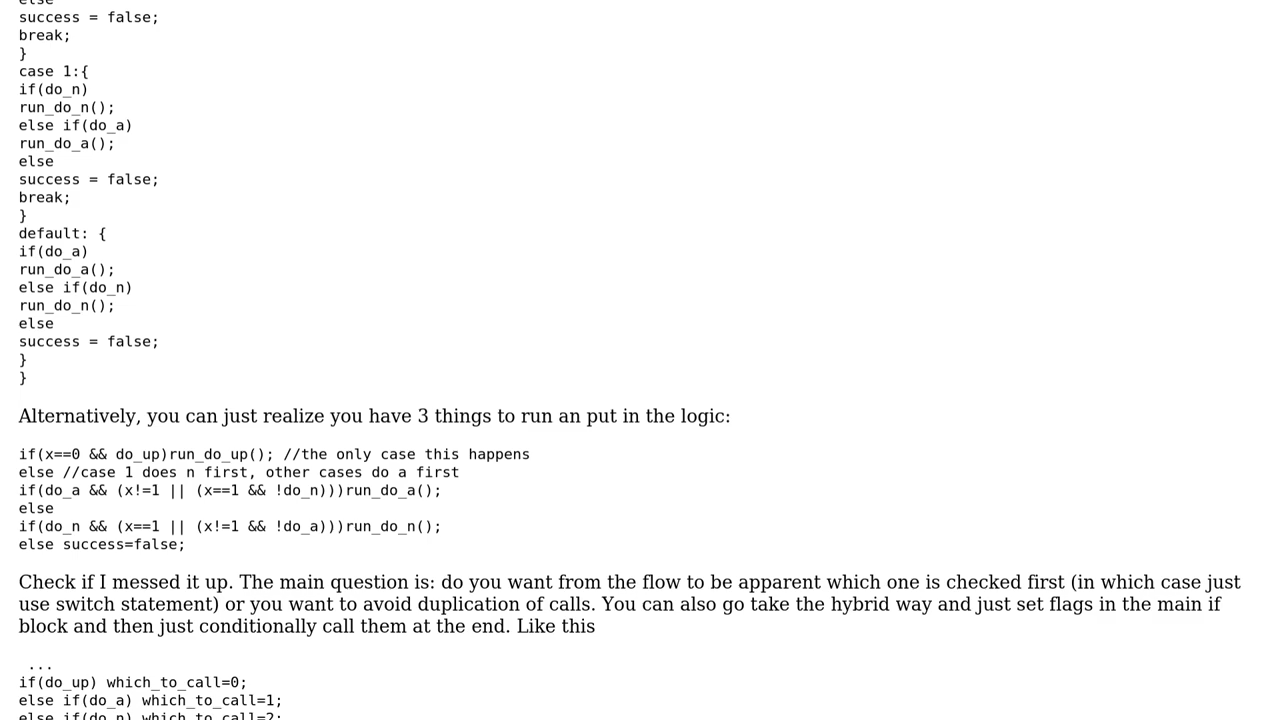 else
success = false;
break;
}
case 1:{
if(do_n)
run_do_n();
else if(do_a)
run_do_a();
else
success = false;
break;
}
default: {
if(do_a)
run_do_a();
else if(do_n)
run_do_n();
else
success = false;
}
}
Alternatively, you can just realize you have 3 things to run an put in the logic:
if(x==0 && do_up)run_do_up(); //the only case this happens
else //case 1 does n first, other cases do a first
if(do_a && (x!=1 || (x==1 && !do_n)))run_do_a();
else
if(do_n && (x==1 || (x!=1 && !do_a)))run_do_n();
else success=false;
Check if I messed it up. The main question is: do you want from the flow to be apparent which one is checked first (in which case just
use switch statement) or you want to avoid duplication of calls. You can also go take the hybrid way and just set flags in the main if
block and then just conditionally call them at the end. Like this
...
if(do_up) which_to_call=0;
else if(do_a) which_to_call=1;
else if(do_n) which_to_call=2;